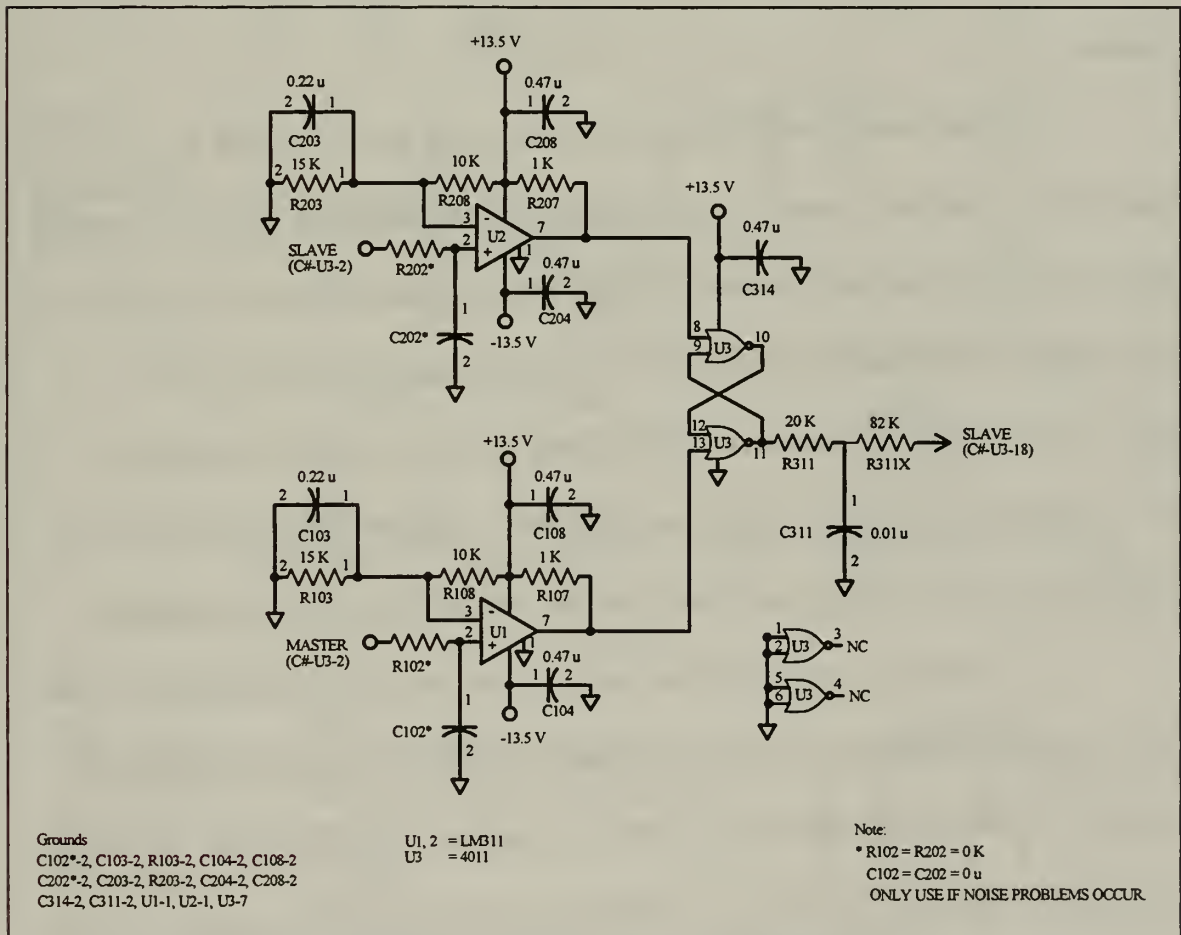 +13.5 V
0.22 u
2 1
C203
15 K
2 1
R203
0.47 u
1 2
C208
10 K
R208
1 K
R207
3 -
2 +
U2
7
1
SLAVE
(C#-U3-2)
R202*
0.47 u
1 2
C204
-13.5 V
1
C202*
2
+13.5 V
0.47 u
1 2
C314
8
9
U3
10
12
13
U3
11
20 K
R311
82 K
R311X
SLAVE
(C#-U3-18)
1
C311 0.01 u
2
+13.5 V
0.22 u
2 1
C103
15 K
2 1
R103
0.47 u
1 2
C108
10 K
R108
1 K
R107
3 -
2 +
U1
7
1
MASTER
(C#-U3-2)
R102*
0.47 u
1 2
C104
-13.5 V
1
C102*
2
1
2
U3
3
NC
5
6
U3
4
NC
Grounds
C102*-2, C103-2, R103-2, C104-2, C108-2
C202*-2, C203-2, R203-2, C204-2, C208-2
C314-2, C311-2, U1-1, U2-1, U3-7
U1, 2 = LM311
U3 = 4011
Note:
* R102 = R202 = 0 K
C102 = C202 = 0 u
ONLY USE IF NOISE PROBLEMS OCCUR